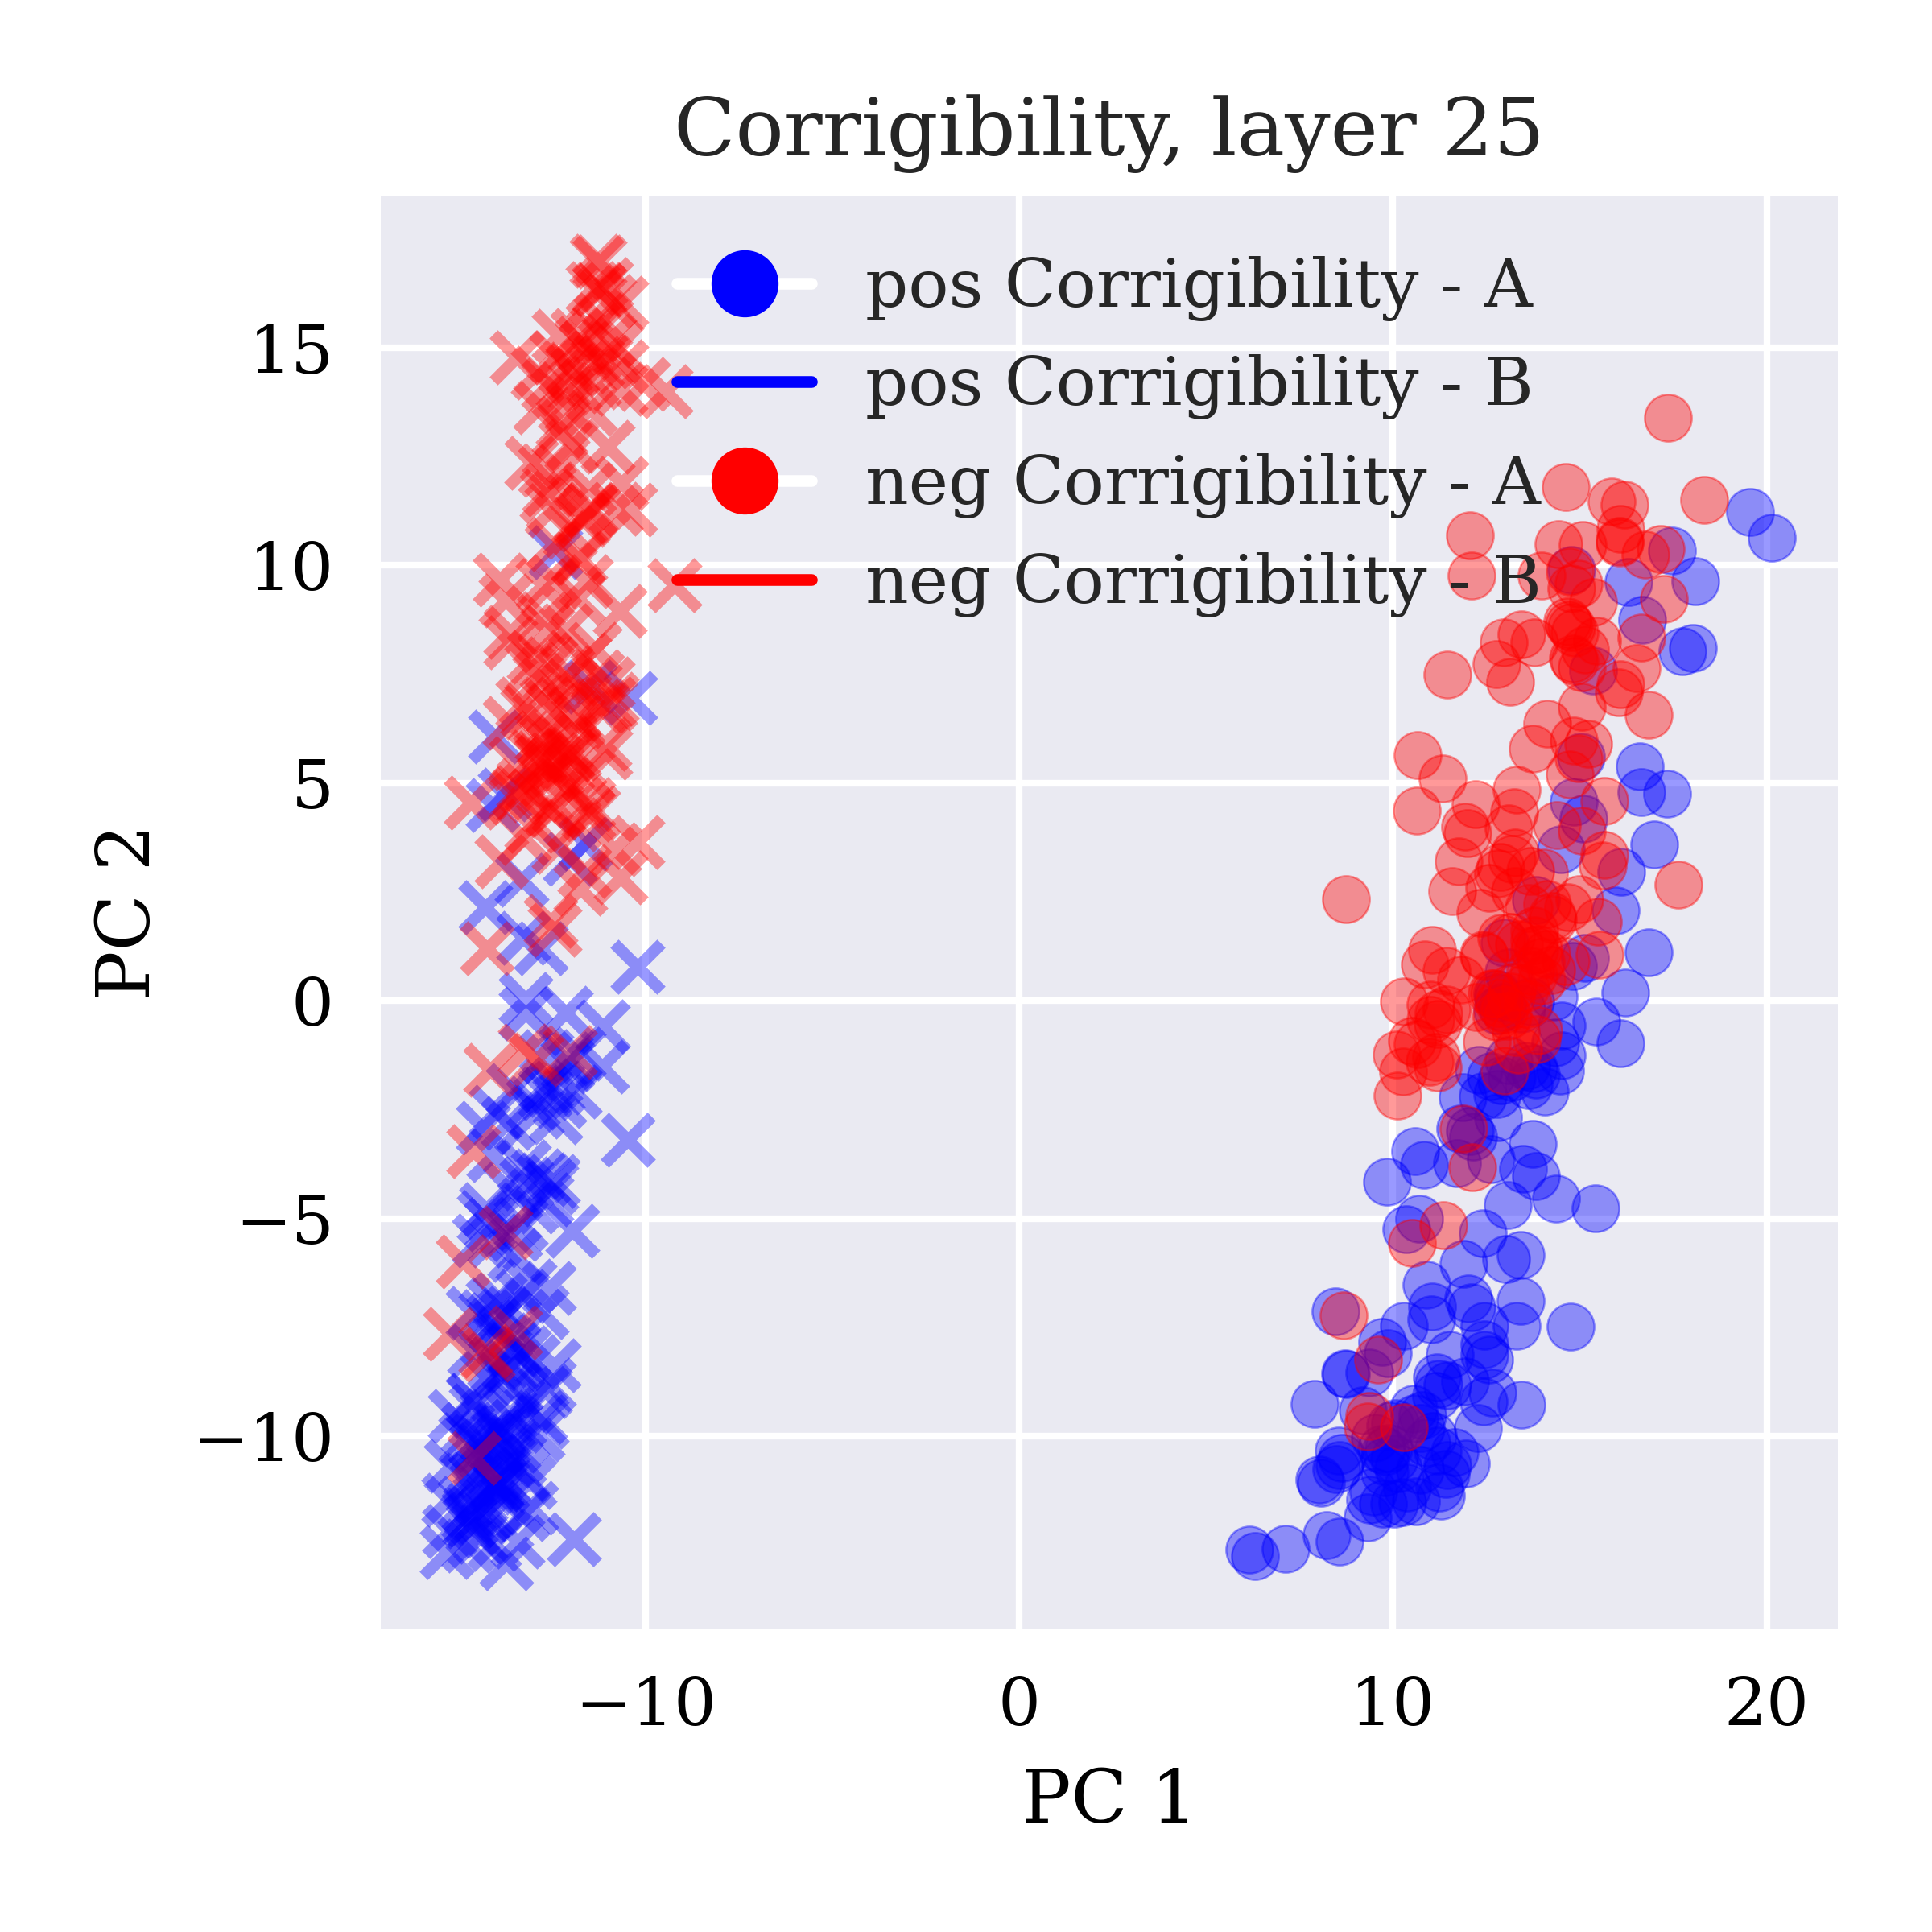 Corrigibility, layer 25
pos Corrigibility - A
pos Corrigibility - B
neg Corrigibility - A
neg Corrigibility - B
15
10
5
0
−5
−10
PC 2
−10
0
10
20
PC 1